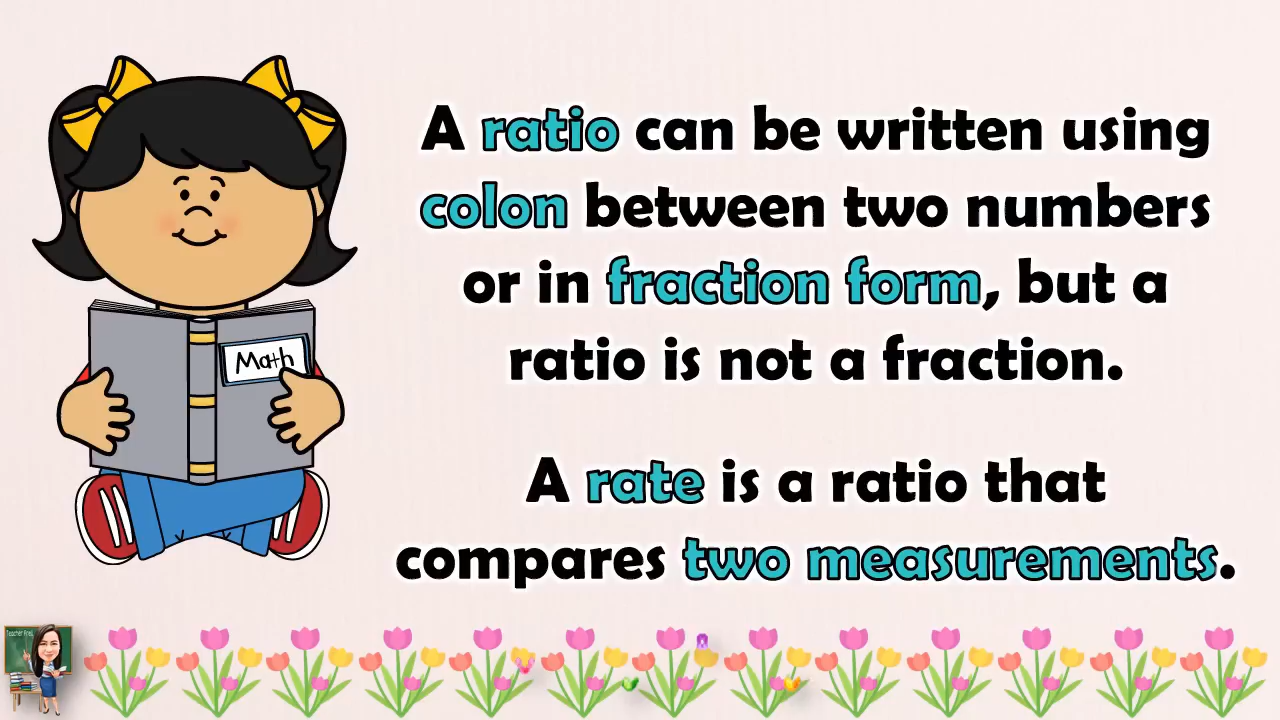 A ratio can be written using
colon between two numbers
or in fraction form, but a
ratio is not a fraction.
A rate is a ratio that
compares two measurements.
Math